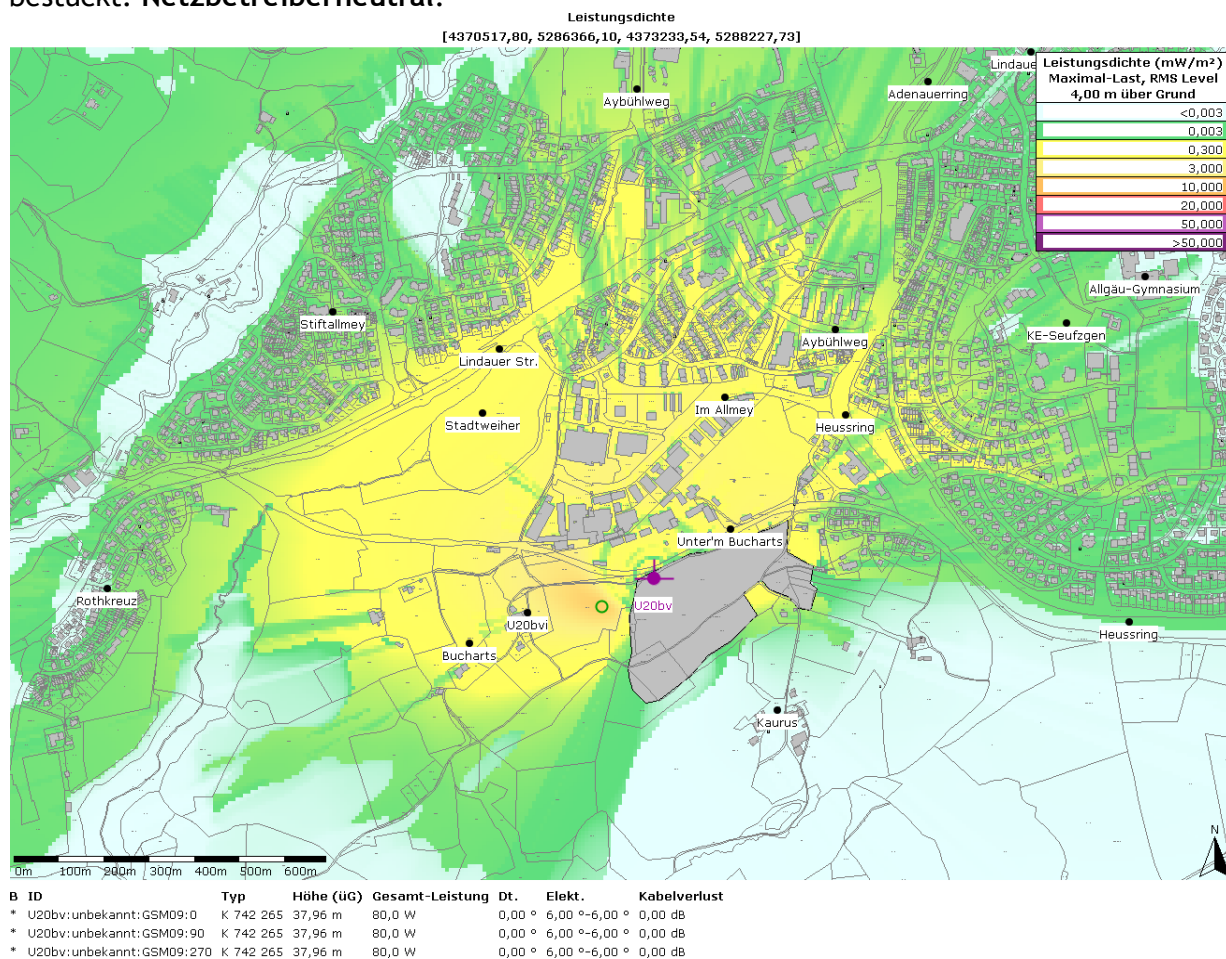 bestückt. Netzbetreiberneutral.
Leistungsdichte
[4370517,80, 5286366,10, 4373233,54, 5288227,73]
Lindaue
Leistungsdichte (mW/m²)
Maximal-Last, RMS Level
4,00 m über Grund
<0,003
0,003
0,300
3,000
10,000
20,000
50,000
>50,000
Aybühlweg
Adenauerring
Allgäu-Gymnasium
Stiftallmey
KE-Seufzgen
Aybühlweg
Lindauer Str.
Im Allmey
Stadtweiher
Heussring
Unter'm Bucharts
Rothkreuz
U20bv
U20bvi
Heussring
Bucharts
Kaurus
N
0m 100m 200m 300m 400m 500m 600m
B ID Typ Höhe (üG) Gesamt-Leistung Dt. Elekt. Kabelverlust
* U20bv:unbekannt:GSM09:0 K 742 265 37,96 m 80,0 W 0,00 ° 6,00 °-6,00 ° 0,00 dB
* U20bv:unbekannt:GSM09:90 K 742 265 37,96 m 80,0 W 0,00 ° 6,00 °-6,00 ° 0,00 dB
* U20bv:unbekannt:GSM09:270 K 742 265 37,96 m 80,0 W 0,00 ° 6,00 °-6,00 ° 0,00 dB